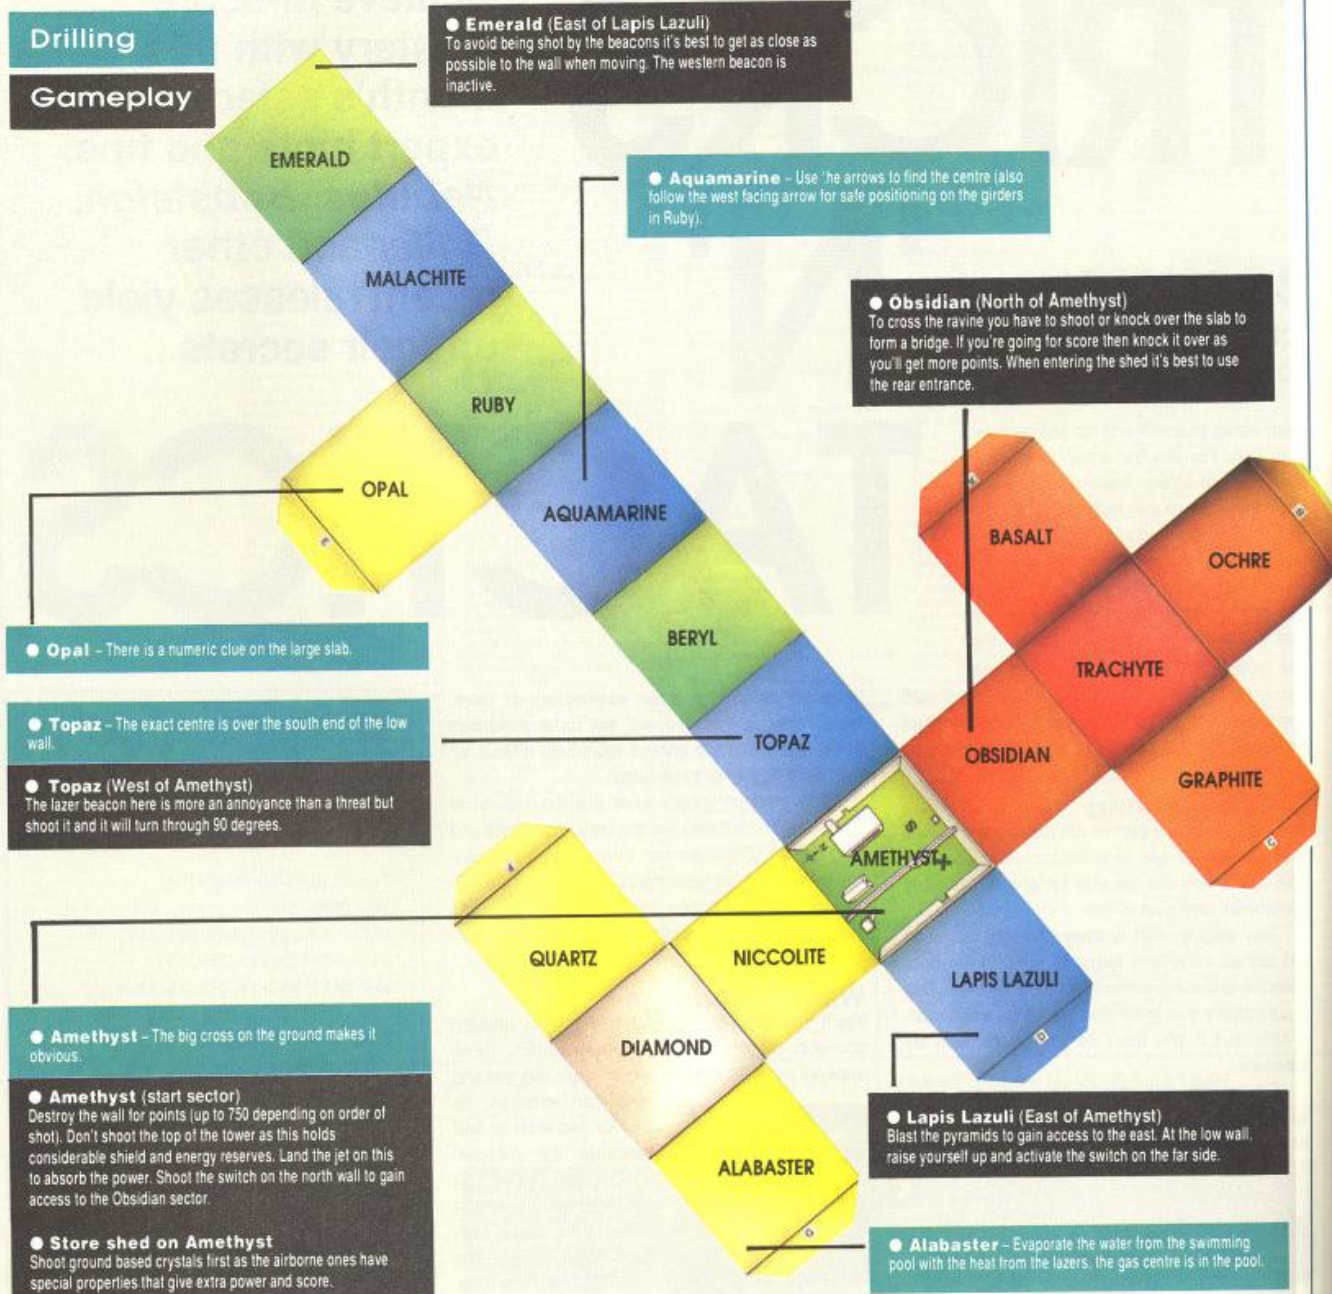 Drilling
Gameplay
● Emerald (East of Lapis Lazuli)
To avoid being shot by the beacons it's best to get as close as
possible to the wall when moving. The western beacon is
inactive.
EMERALD
● Aquamarine – Use the arrows to find the centre (also
follow the west facing arrow for safe positioning on the girders
in Ruby).
MALACHITE
● Obsidian (North of Amethyst)
To cross the ravine you have to shoot or knock over the slab to
form a bridge. If you're going for score then knock it over as
you'll get more points. When entering the shed it's best to use
the rear entrance.
RUBY
OPAL
AQUAMARINE
BASALT
OCHRE
BERYL
TRACHYTE
● Opal – There is a numeric clue on the large slab.
● Topaz – The exact centre is over the south end of the low
wall.
● Topaz (West of Amethyst)
The lazer beacon here is more an annoyance than a threat but
shoot it and it will turn through 90 degrees.
TOPAZ
OBSIDIAN
GRAPHITE
AMETHYST
QUARTZ
NICCOLITE
LAPIS LAZULI
DIAMOND
ALABASTER
● Amethyst – The big cross on the ground makes it
obvious.
● Amethyst (start sector)
Destroy the wall for points (up to 750 depending on order of
shot). Don't shoot the top of the tower as this holds
considerable shield and energy reserves. Land the jet on this
to absorb the power. Shoot the switch on the north wall to gain
access to the Obsidian sector.
● Store shed on Amethyst
Shoot ground based crystals first as the airborne ones have
special properties that give extra power and score.
● Lapis Lazuli (East of Amethyst)
Blast the pyramids to gain access to the east. At the low wall,
raise yourself up and activate the switch on the far side.
● Alabaster – Evaporate the water from the swimming
pool with the heat from the lazers, the gas centre is in the pool.